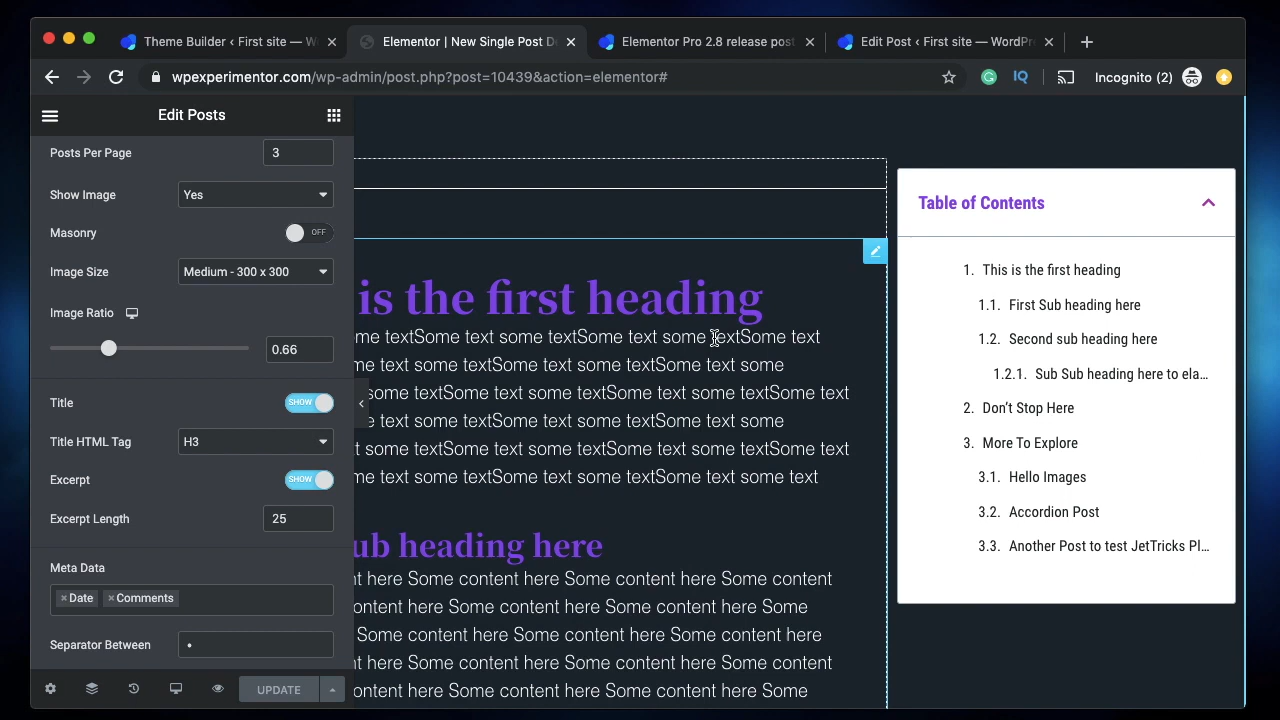 Theme Builder ‹ First site — W
Elementor | New Single Post De
Elementor Pro 2.8 release post
Edit Post ‹ First site — WordPre
wpexperimentor.com/wp-admin/post.php?post=10439&action=elementor#
IQ
Incognito (2)
Edit Posts
Posts Per Page
3
Show Image
Yes
Masonry
OFF
Image Size
Medium - 300 x 300
Image Ratio
0.66
Title
SHOW
Title HTML Tag
H3
Excerpt
SHOW
Excerpt Length
25
Meta Data
× Date × Comments
Separator Between
•
UPDATE
is the first heading
me textSome text some textSome text some textSome text
me text some textSome text some textSome text some
some textSome text some textSome text some textSome text
e text some textSome text some textSome text some
t some textSome text some textSome text some textSome text
me text some textSome text some textSome text some text
ub heading here
nt here Some content here Some content here Some content
ontent here Some content here Some content here Some
Some content here Some content here Some content here
nt here Some content here Some content here Some content
ontent here Some content here Some content here Some
Table of Contents
1. This is the first heading
1.1. First Sub heading here
1.2. Second sub heading here
1.2.1. Sub Sub heading here to ela...
2. Don't Stop Here
3. More To Explore
3.1. Hello Images
3.2. Accordion Post
3.3. Another Post to test JetTricks Pl...